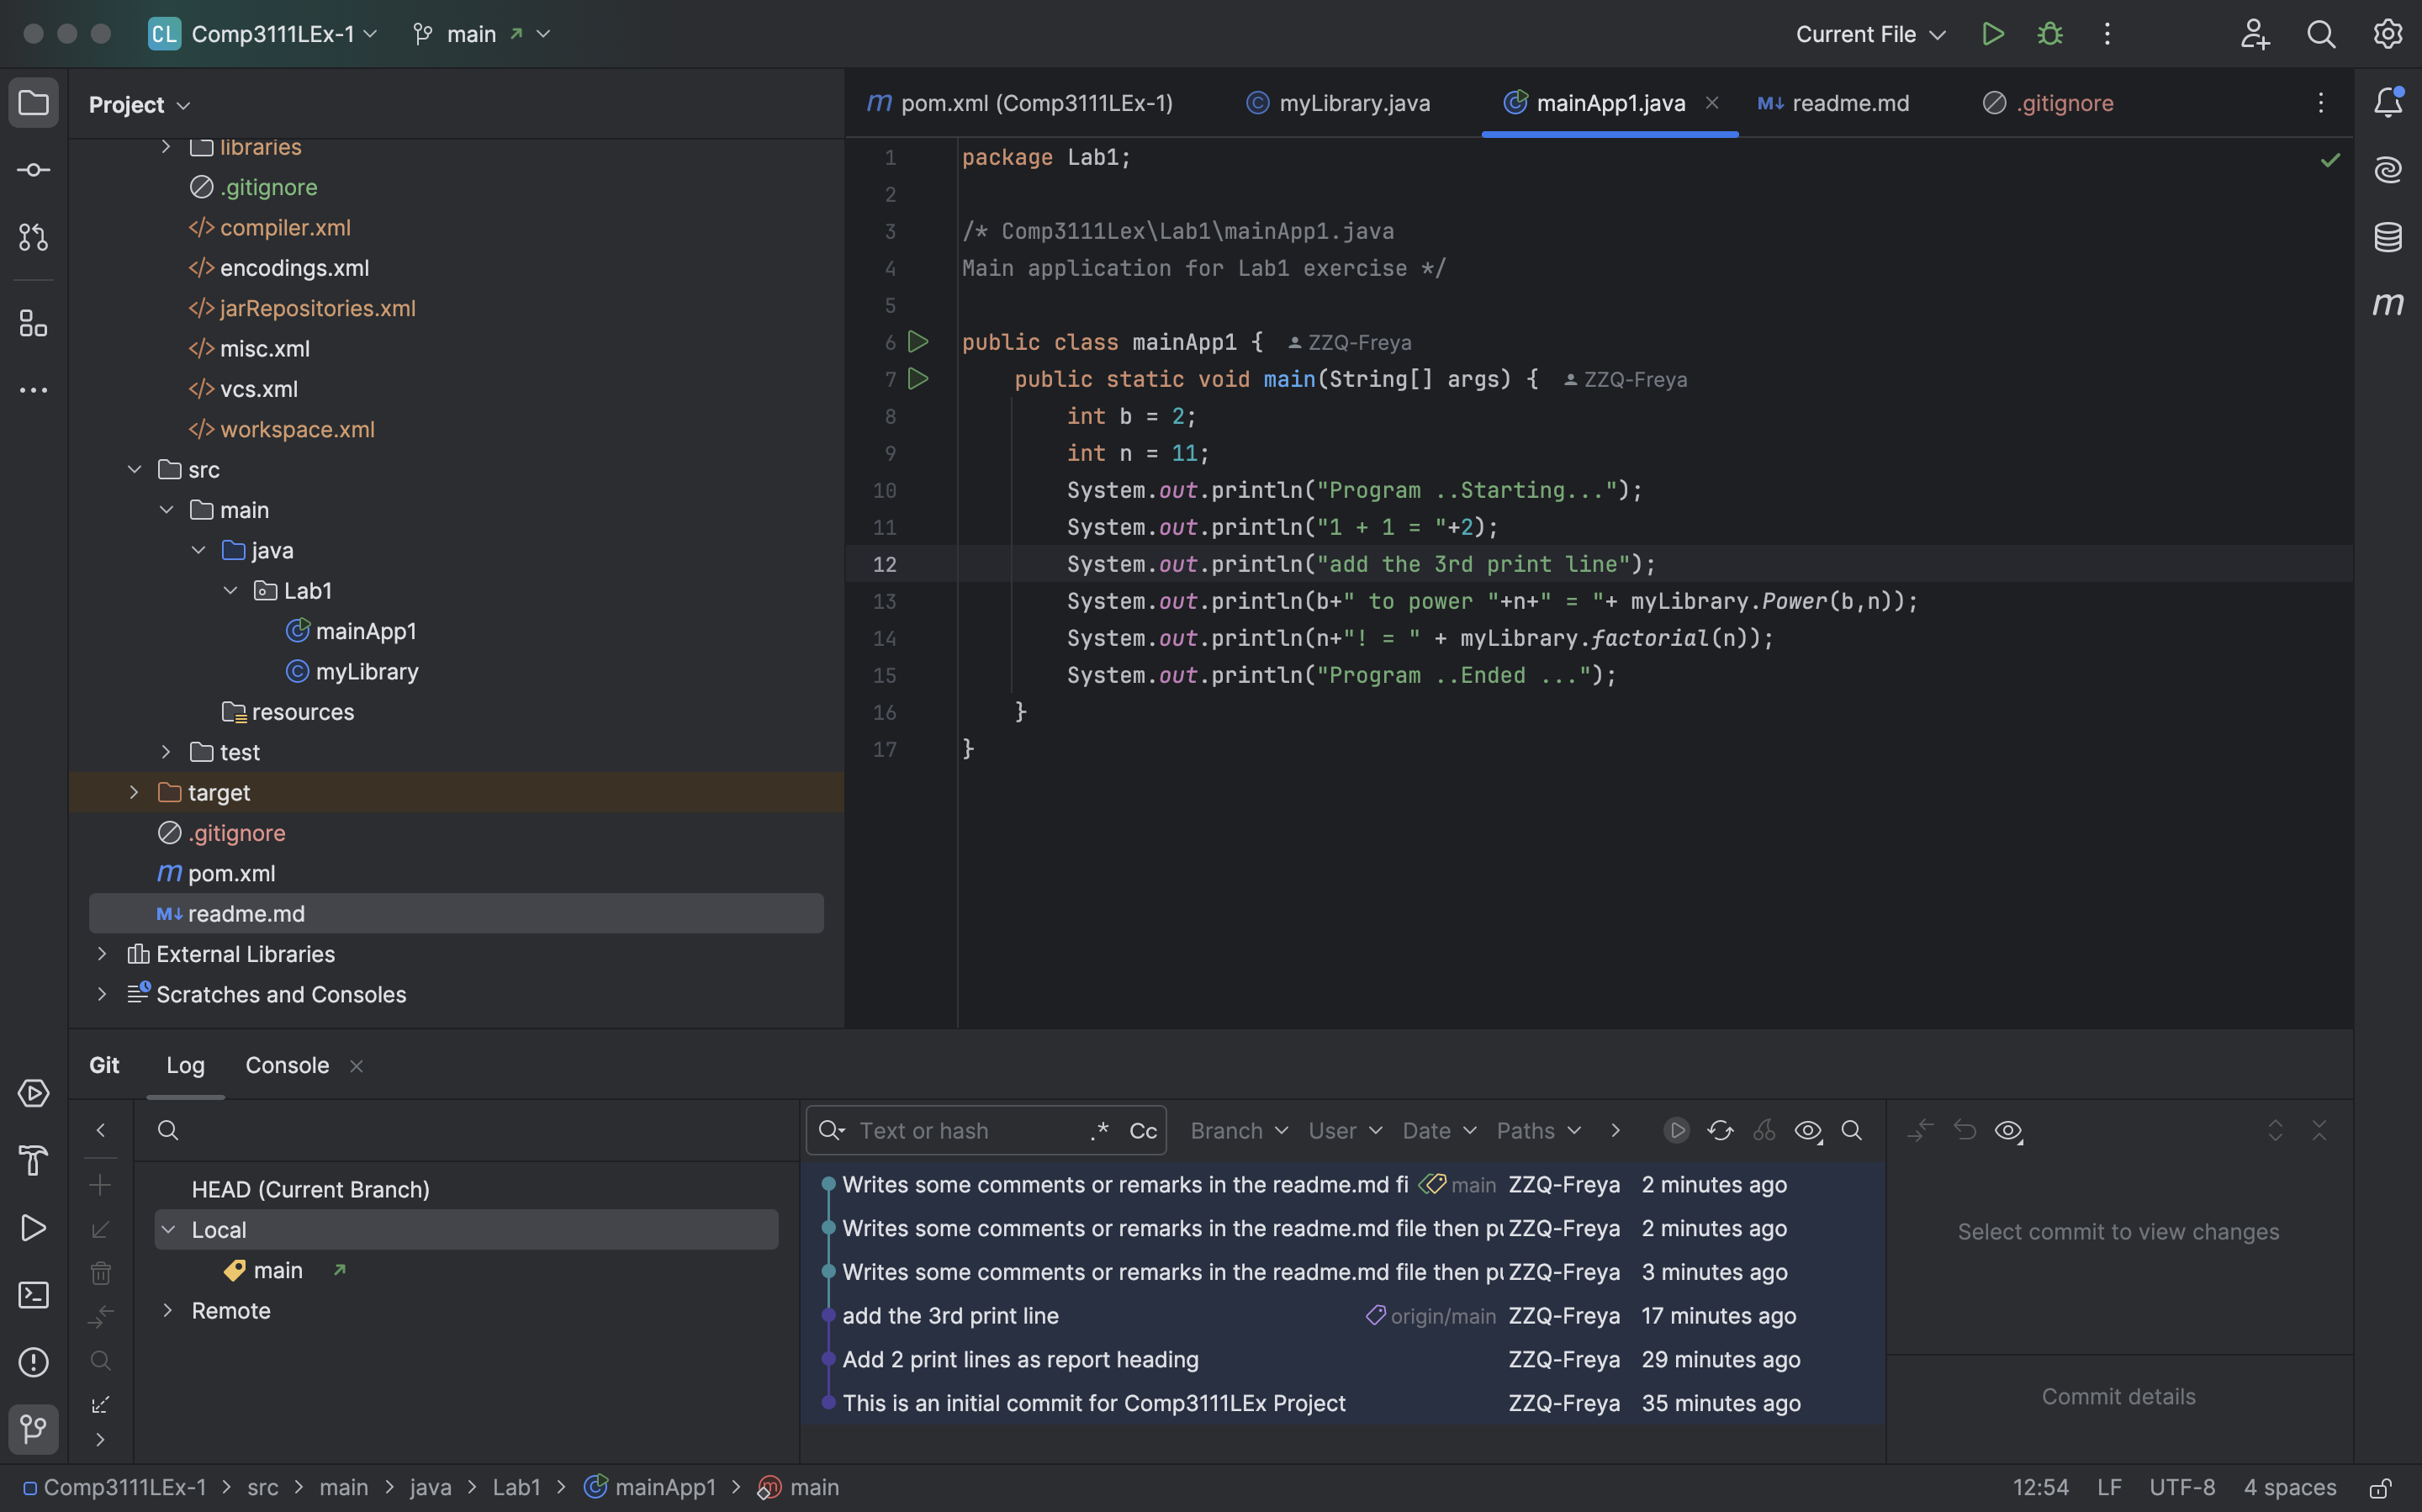 CL Comp3111LEx-1 main Current File
Project
pom.xml (Comp3111LEx-1) myLibrary.java mainApp1.java readme.md .gitignore
libraries
.gitignore
compiler.xml
encodings.xml
jarRepositories.xml
misc.xml
vcs.xml
workspace.xml
src
main
java
Lab1
mainApp1
myLibrary
resources
test
target
.gitignore
pom.xml
readme.md
External Libraries
Scratches and Consoles
1 package Lab1;
2
3 /* Comp3111Lex\Lab1\mainApp1.java
4 Main application for Lab1 exercise */
5
6 public class mainApp1 { ZZQ-Freya
7 public static void main(String[] args) { ZZQ-Freya
8 int b = 2;
9 int n = 11;
10 System.out.println("Program ..Starting...");
11 System.out.println("1 + 1 = "+2);
12 System.out.println("add the 3rd print line");
13 System.out.println(b+" to power "+n+" = "+ myLibrary.Power(b,n));
14 System.out.println(n+"! = " + myLibrary.factorial(n));
15 System.out.println("Program ..Ended ...");
16 }
17 }
Git Log Console
HEAD (Current Branch)
Local
main
Remote
Text or hash .* Cc Branch User Date Paths
Writes some comments or remarks in the readme.md fi main ZZQ-Freya 2 minutes ago
Writes some comments or remarks in the readme.md file then pu ZZQ-Freya 2 minutes ago
Writes some comments or remarks in the readme.md file then pu ZZQ-Freya 3 minutes ago
add the 3rd print line origin/main ZZQ-Freya 17 minutes ago
Add 2 print lines as report heading ZZQ-Freya 29 minutes ago
This is an initial commit for Comp3111LEx Project ZZQ-Freya 35 minutes ago
Select commit to view changes
Commit details
Comp3111LEx-1 > src > main > java > Lab1 > mainApp1 > main 12:54 LF UTF-8 4 spaces